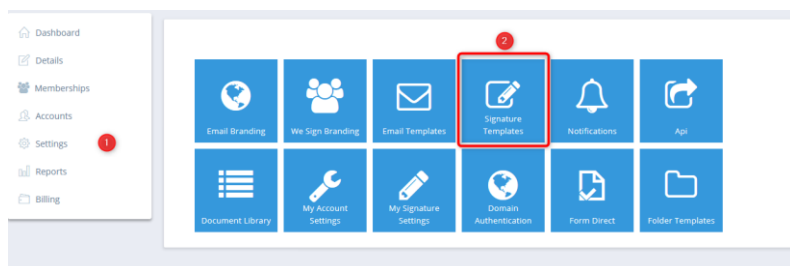 Dashboard
Details
Memberships
Accounts
Settings
1
Reports
Billing
2
Email Branding
We Sign Branding
Email Templates
Signature
Templates
Notifications
Api
Document Library
My Account
Settings
My Signature
Settings
Domain
Authentication
Form Direct
Folder Templates